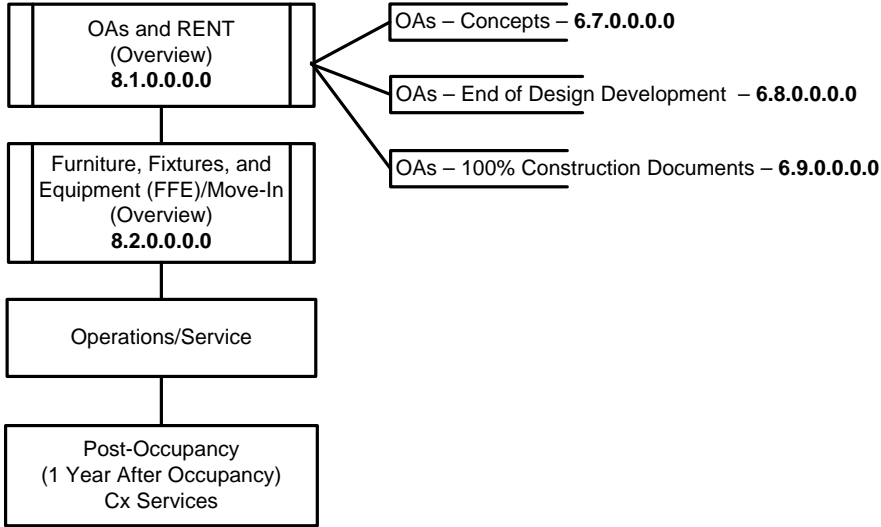 OAs and RENT
(Overview)
8.1.0.0.0.0
OAs – Concepts – 6.7.0.0.0.0
OAs – End of Design Development – 6.8.0.0.0.0
OAs – 100% Construction Documents – 6.9.0.0.0.0
Furniture, Fixtures, and
Equipment (FFE)/Move-In
(Overview)
8.2.0.0.0.0
Operations/Service
Post-Occupancy
(1 Year After Occupancy)
Cx Services